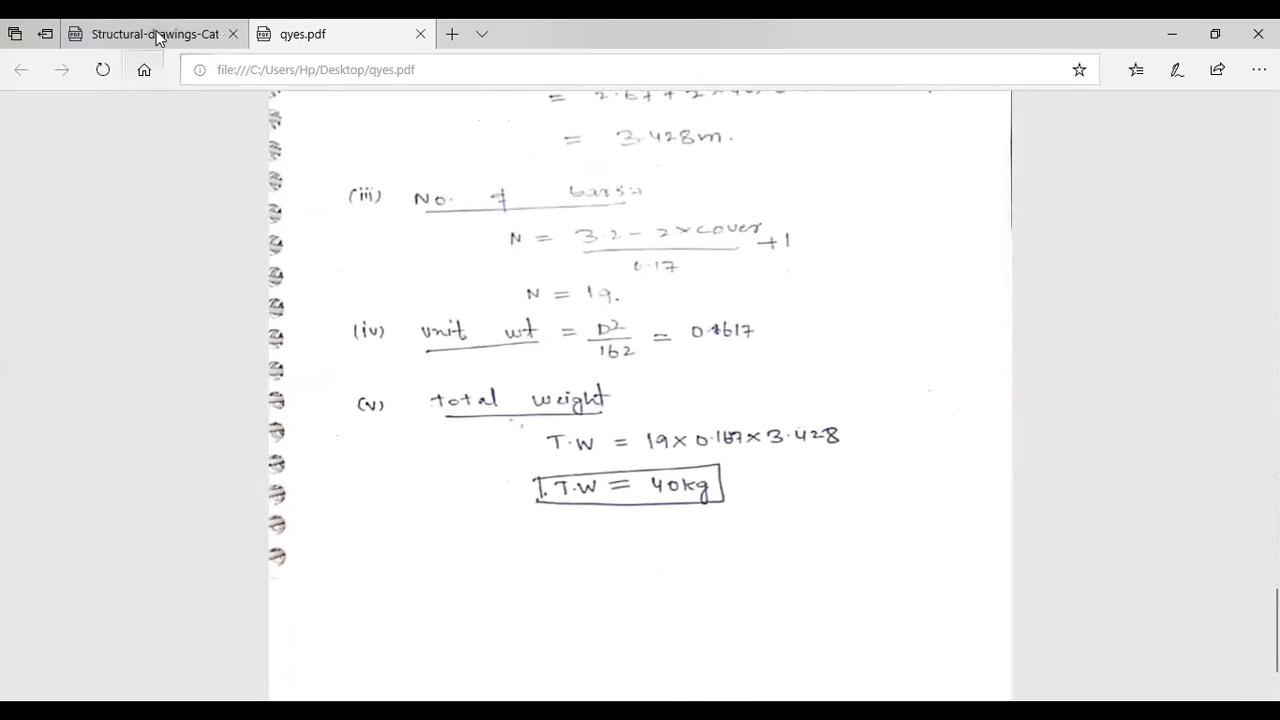 Structural-drawings-Cat
qyes.pdf
file:///C:/Users/Hp/Desktop/qyes.pdf
= 3.428m.
(iii) No. of bars:-
N = 3.2 - 2 x cover / 0.17 + 1
N = 19.
(iv) unit wt = D2 / 162 = 0.617
(v) total weight
T.W = 19 x 0.167 x 3.428
T.W = 40kg